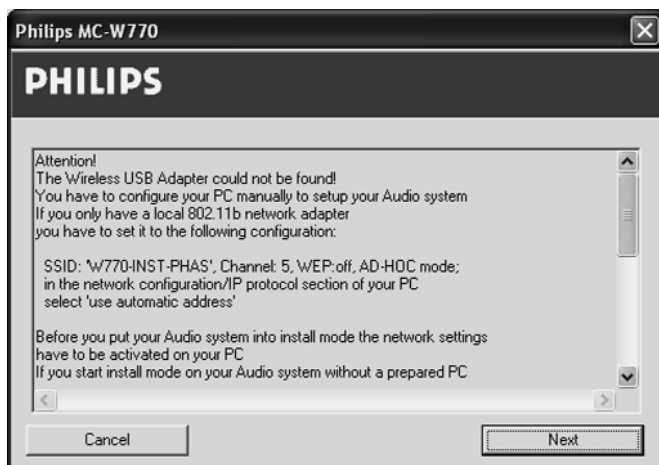 Philips MC-W770
PHILIPS
Attention!
The Wireless USB Adapter could not be found!
You have to configure your PC manually to setup your Audio system
If you only have a local 802.11b network adapter
you have to set it to the following configuration:
SSID: 'W770-INST-PHAS', Channel: 5, WEP:off, AD-HOC mode;
in the network configuration/IP protocol section of your PC
select 'use automatic address'
Before you put your Audio system into install mode the network settings
have to be activated on your PC
If you start install mode on your Audio system without a prepared PC
Cancel
Next